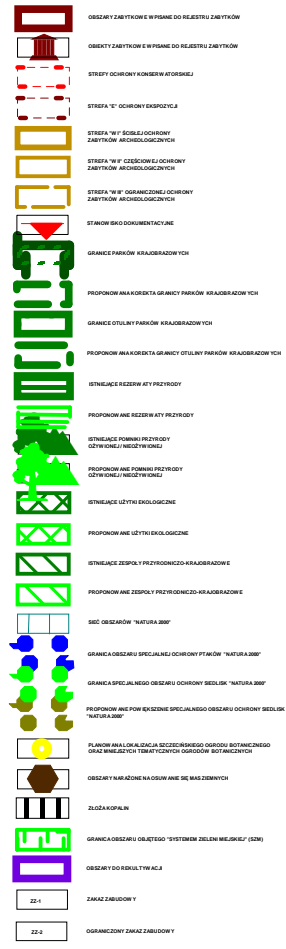 OBSZARY ZABYTKOWE WPISANE DO REJESTRU ZABYTKÓW
OBIEKTY ZABYTKOWE WPISANE DO REJESTRU ZABYTKÓW
STREFY OCHRONY KONSERWATORSKIEJ
STREFA "E" OCHRONY EKSPOZYCJI
STREFA "W I" ŚCISŁEJ OCHRONY
ZABYTKÓW ARCHEOLOGICZNYCH
STREFA "W II" CZĘŚCIOWEJ OCHRONY
ZABYTKÓW ARCHEOLOGICZNYCH
STREFA "W III" OGRANICZONEJ OCHRONY
ZABYTKÓW ARCHEOLOGICZNYCH
STANOWISKO DOKUMENTACYJNE
GRANICE PARKÓW KRAJOBRAZOWYCH
PROPONOWANA KOREKTA GRANICY PARKÓW KRAJOBRAZOWYCH
GRANICE OTULINY PARKÓW KRAJOBRAZOWYCH
PROPONOWANA KOREKTA GRANICY OTULINY PARKÓW KRAJOBRAZOWYCH
ISTNIEJĄCE REZERWATY PRZYRODY
PROPONOWANE REZERWATY PRZYRODY
ISTNIEJĄCE POMNIKI PRZYRODY
OŻYWIONEJ/ NIEOŻYWIONEJ
PROPONOWANE POMNIKI PRZYRODY
OŻYWIONEJ/ NIEOŻYWIONEJ
ISTNIEJĄCE UŻYTKI EKOLOGICZNE
PROPONOWANE UŻYTKI EKOLOGICZNE
ISTNIEJĄCE ZESPOŁY PRZYRODNICZO-KRAJOBRAZOWE
PROPONOWANE ZESPOŁY PRZYRODNICZO-KRAJOBRAZOWE
SIEĆ OBSZARÓW "NATURA 2000"
GRANICA OBSZARU SPECJALNEJ OCHRONY PTAKÓW "NATURA 2000"
GRANICA SPECJALNEGO OBSZARU OCHRONY SIEDLISK "NATURA 2000"
PROPONOWANE POWIĘKSZENIE SPECJALNEGO OBSZARU OCHRONY SIEDLISK
"NATURA 2000"
PLANOWANA LOKALIZACJA SZCZECIŃSKIEGO OGRODU BOTANICZNEGO
ORAZ MNIEJSZYCH TEMATYCZNYCH OGRODÓW BOTANICZNYCH
OBSZARY NARAŻONE NA OSUWANIE SIĘ MAS ZIEMNYCH
ZŁOŻA KOPALIN
GRANICA OBSZARU OBJĘTEGO "SYSTEMEM ZIELENI MIEJSKIEJ" (SZM)
OBSZARY DO REKULTYWACJI
ZZ-1 ZAKAZ ZABUDOWY
ZZ-2 OGRANICZONY ZAKAZ ZABUDOWY